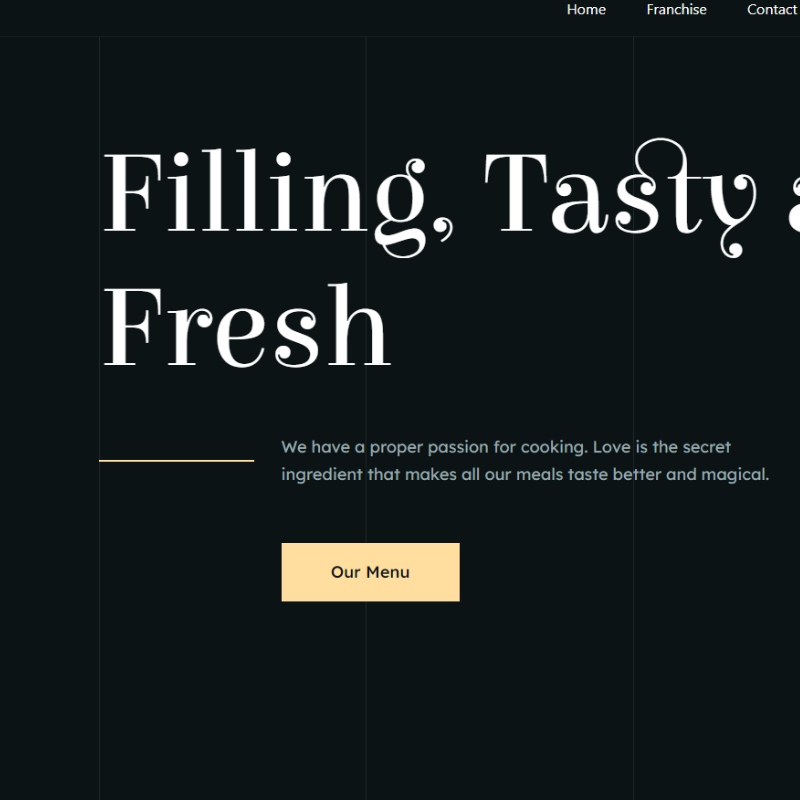 Home Franchise Contact
Filling, Tasty a
Fresh
We have a proper passion for cooking. Love is the secret
ingredient that makes all our meals taste better and magical.
Our Menu